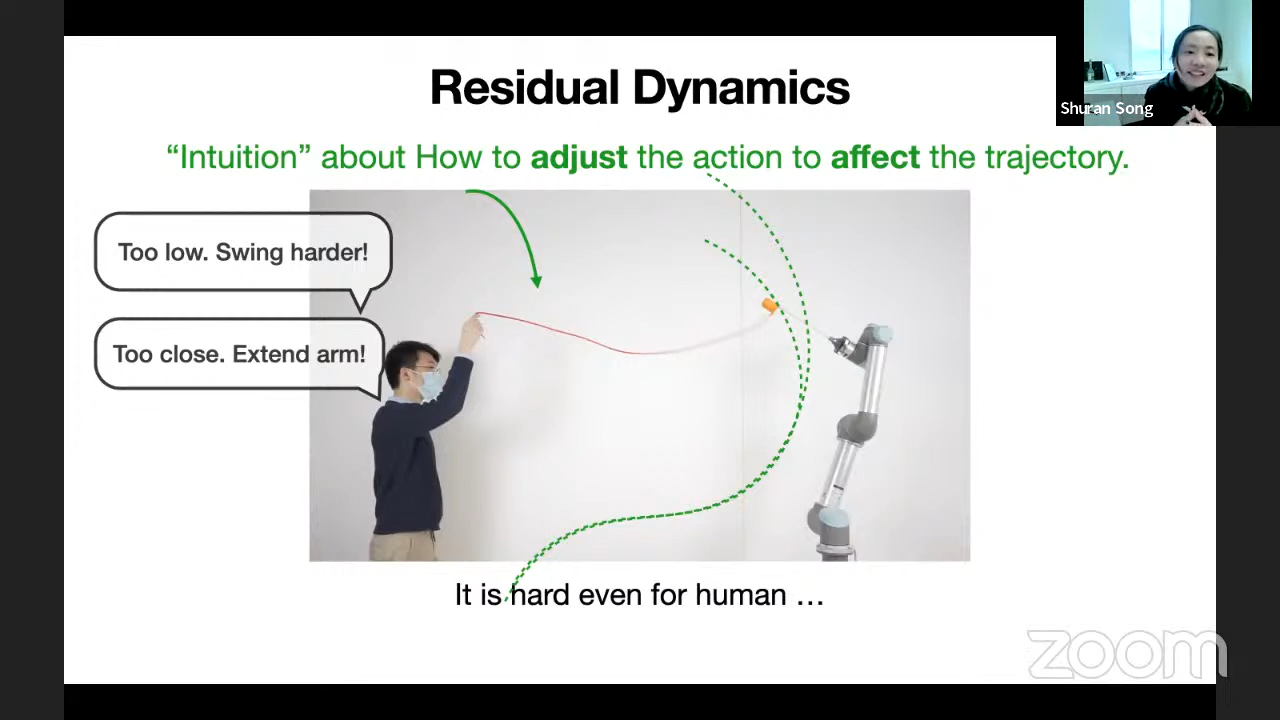 Residual Dynamics
Shuran Song
“Intuition” about How to adjust the action to affect the trajectory.
Too low. Swing harder!
Too close. Extend arm!
It is hard even for human …
zoom